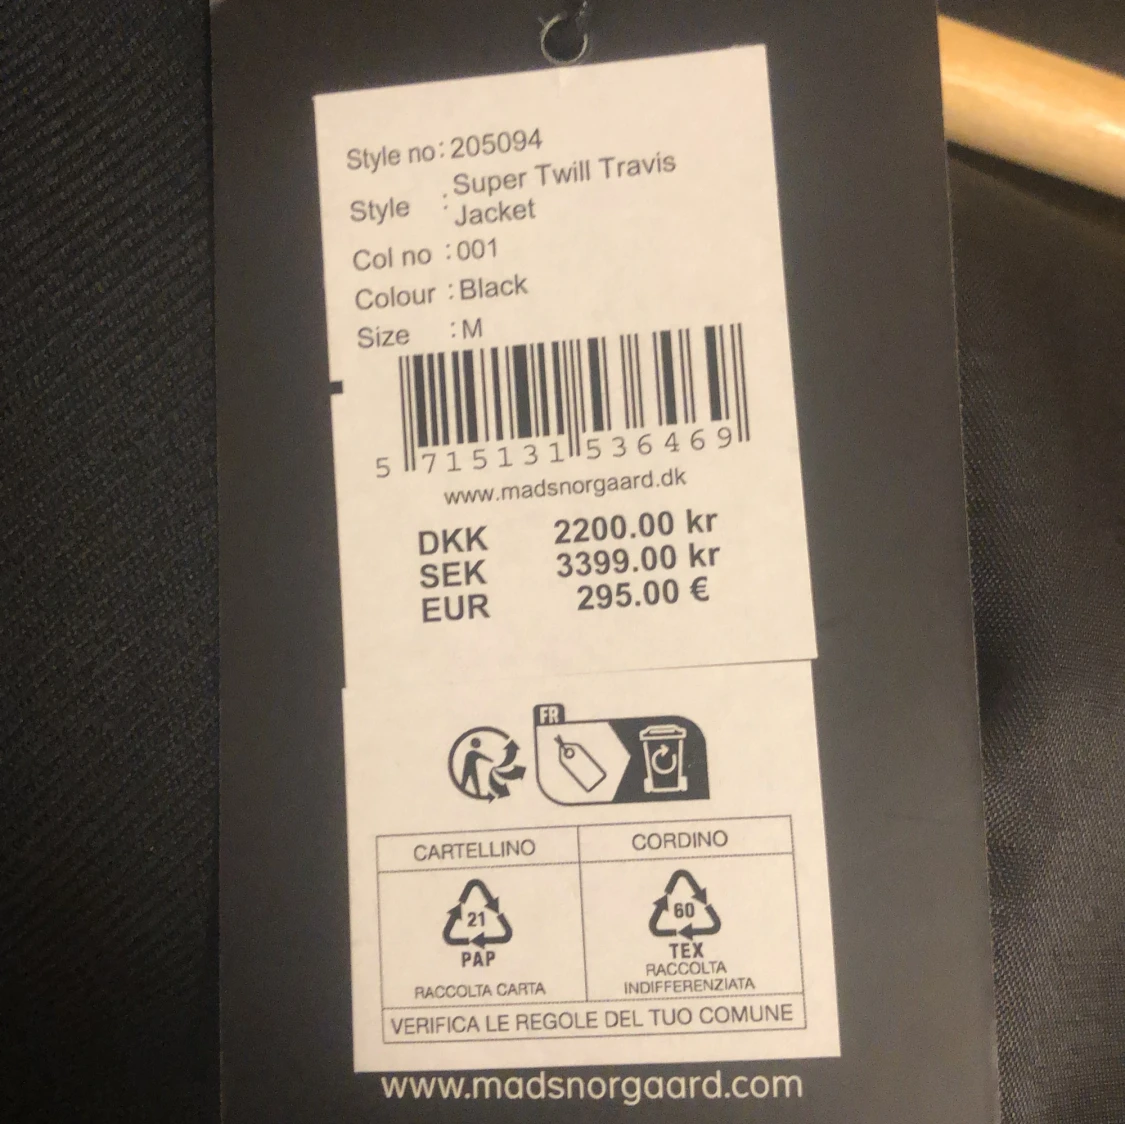 Style no: 205094
Style : Super Twill Travis
Jacket
Col no : 001
Colour : Black
Size : M
5 715131 536469
www.madsnorgaard.dk
DKK 2200.00 kr
SEK 3399.00 kr
EUR 295.00 €
FR
CARTELLINO CORDINO
21 60
PAP TEX
RACCOLTA CARTA RACCOLTA
INDIFFERENZIATA
VERIFICA LE REGOLE DEL TUO COMUNE
www.madsnorgaard.com